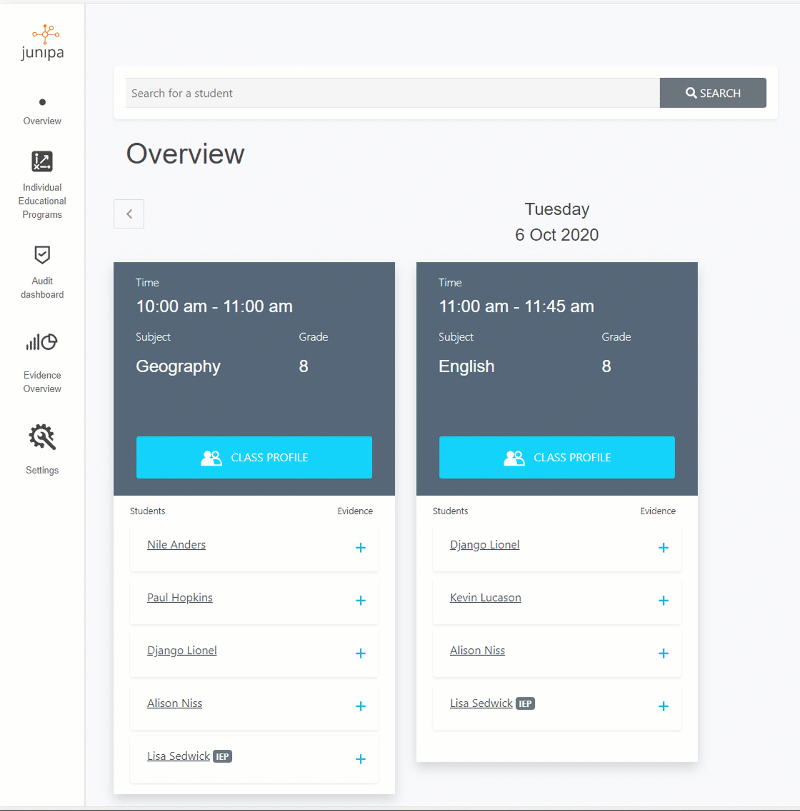 junipa
Overview
Individual
Educational
Programs
Audit
dashboard
Evidence
Overview
Settings
Search for a student
SEARCH
Overview
Tuesday
6 Oct 2020
Time
10:00 am - 11:00 am
Subject Grade
Geography 8
CLASS PROFILE
Students Evidence
Nile Anders +
Paul Hopkins +
Django Lionel +
Alison Niss +
Lisa Sedwick IEP +
Time
11:00 am - 11:45 am
Subject Grade
English 8
CLASS PROFILE
Students Evidence
Django Lionel +
Kevin Lucason +
Alison Niss +
Lisa Sedwick IEP +